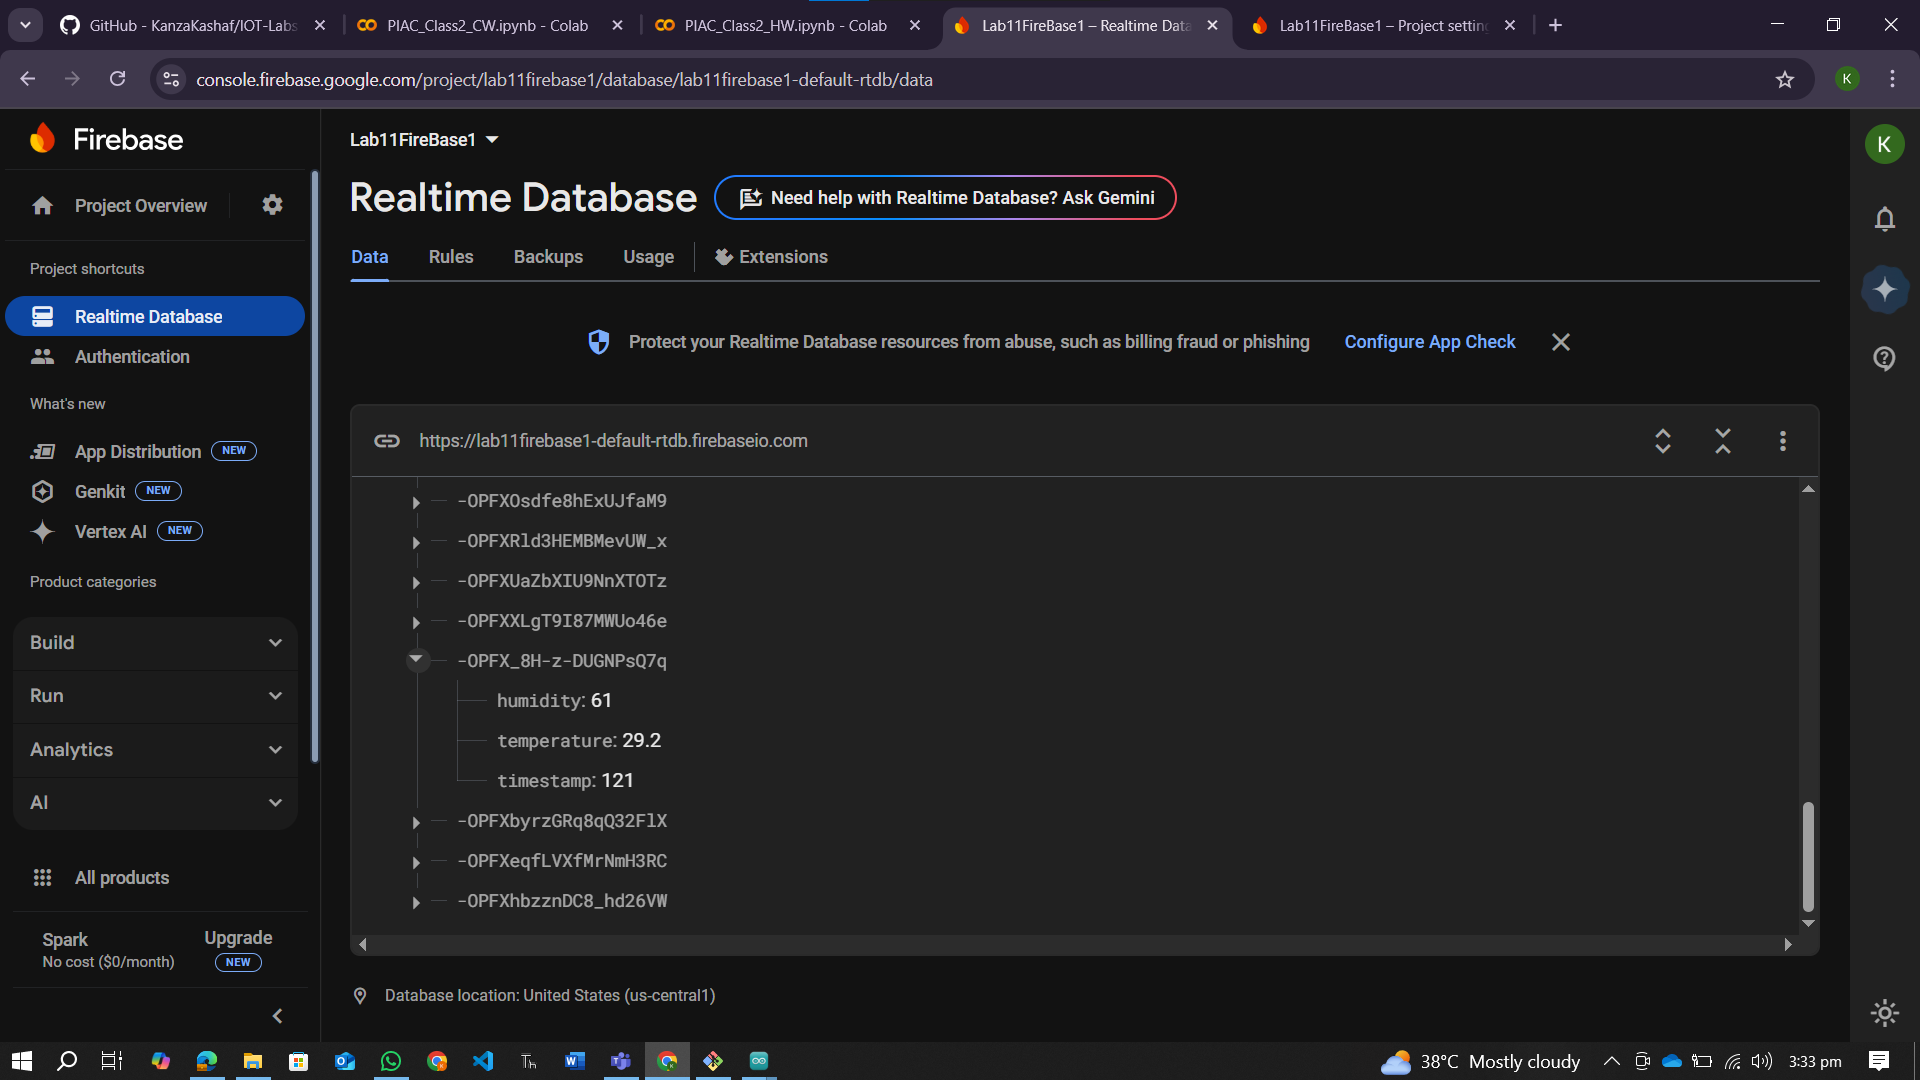 GitHub - KanzaKashaf/IOT-Labs
PIAC_Class2_CW.ipynb - Colab
PIAC_Class2_HW.ipynb - Colab
Lab11FireBase1 – Realtime Data
Lab11FireBase1 – Project settin
console.firebase.google.com/project/lab11firebase1/database/lab11firebase1-default-rtdb/data
K
Firebase
Project Overview
Project shortcuts
Realtime Database
Authentication
What's new
App Distribution NEW
Genkit NEW
Vertex AI NEW
Product categories
Build
Run
Analytics
AI
All products
Spark
No cost ($0/month)
Upgrade
NEW
Lab11FireBase1
K
Realtime Database
Need help with Realtime Database? Ask Gemini
Data
Rules
Backups
Usage
Extensions
Protect your Realtime Database resources from abuse, such as billing fraud or phishing
Configure App Check
https://lab11firebase1-default-rtdb.firebaseio.com
-OPFXOsdfe8hExUJfaM9
-OPFXRld3HEMBMevUW_x
-OPFXUaZbXIU9NnXTOTz
-OPFXXLgT9I87MWUo46e
-OPFX_8H-z-DUGNPsQ7q
humidity: 61
temperature: 29.2
timestamp: 121
-OPFXbyrzGRq8qQ32FlX
-OPFXeqfLVXfMrNmH3RC
-OPFXhbzznDC8_hd26VW
Database location: United States (us-central1)
38°C Mostly cloudy
3:33 pm